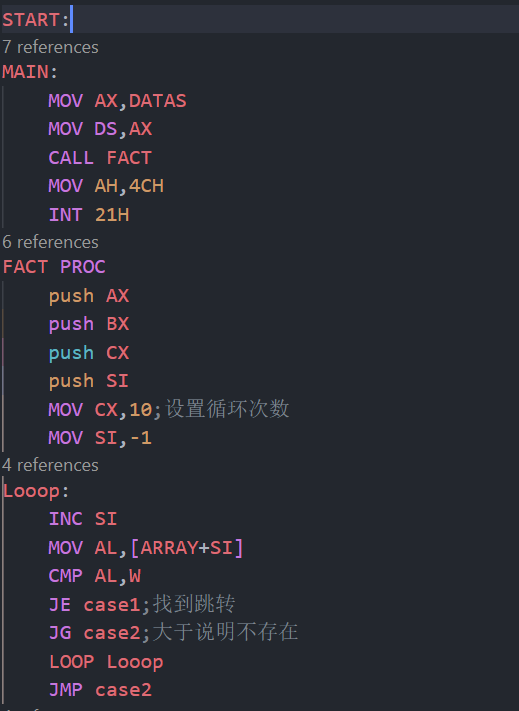 START:
7 references
MAIN:
MOV AX,DATAS
MOV DS,AX
CALL FACT
MOV AH,4CH
INT 21H
6 references
FACT PROC
push AX
push BX
push CX
push SI
MOV CX,10;设置循环次数
MOV SI,-1
4 references
Looop:
INC SI
MOV AL,[ARRAY+SI]
CMP AL,W
JE case1;找到跳转
JG case2;大于说明不存在
LOOP Looop
JMP case2